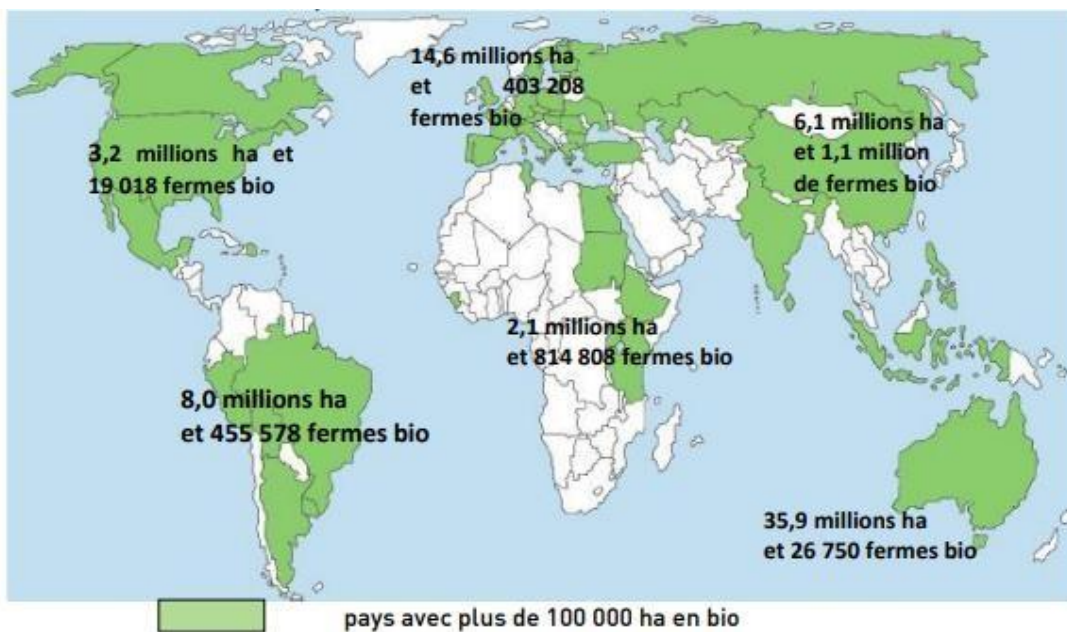 14,6 millions ha
et 403 208
fermes bio
6,1 millions ha
et 1,1 million
de fermes bio
3,2 millions ha et
19 018 fermes bio
2,1 millions ha
et 814 808 fermes bio
8,0 millions ha
et 455 578 fermes bio
35,9 millions ha
et 26 750 fermes bio
pays avec plus de 100 000 ha en bio